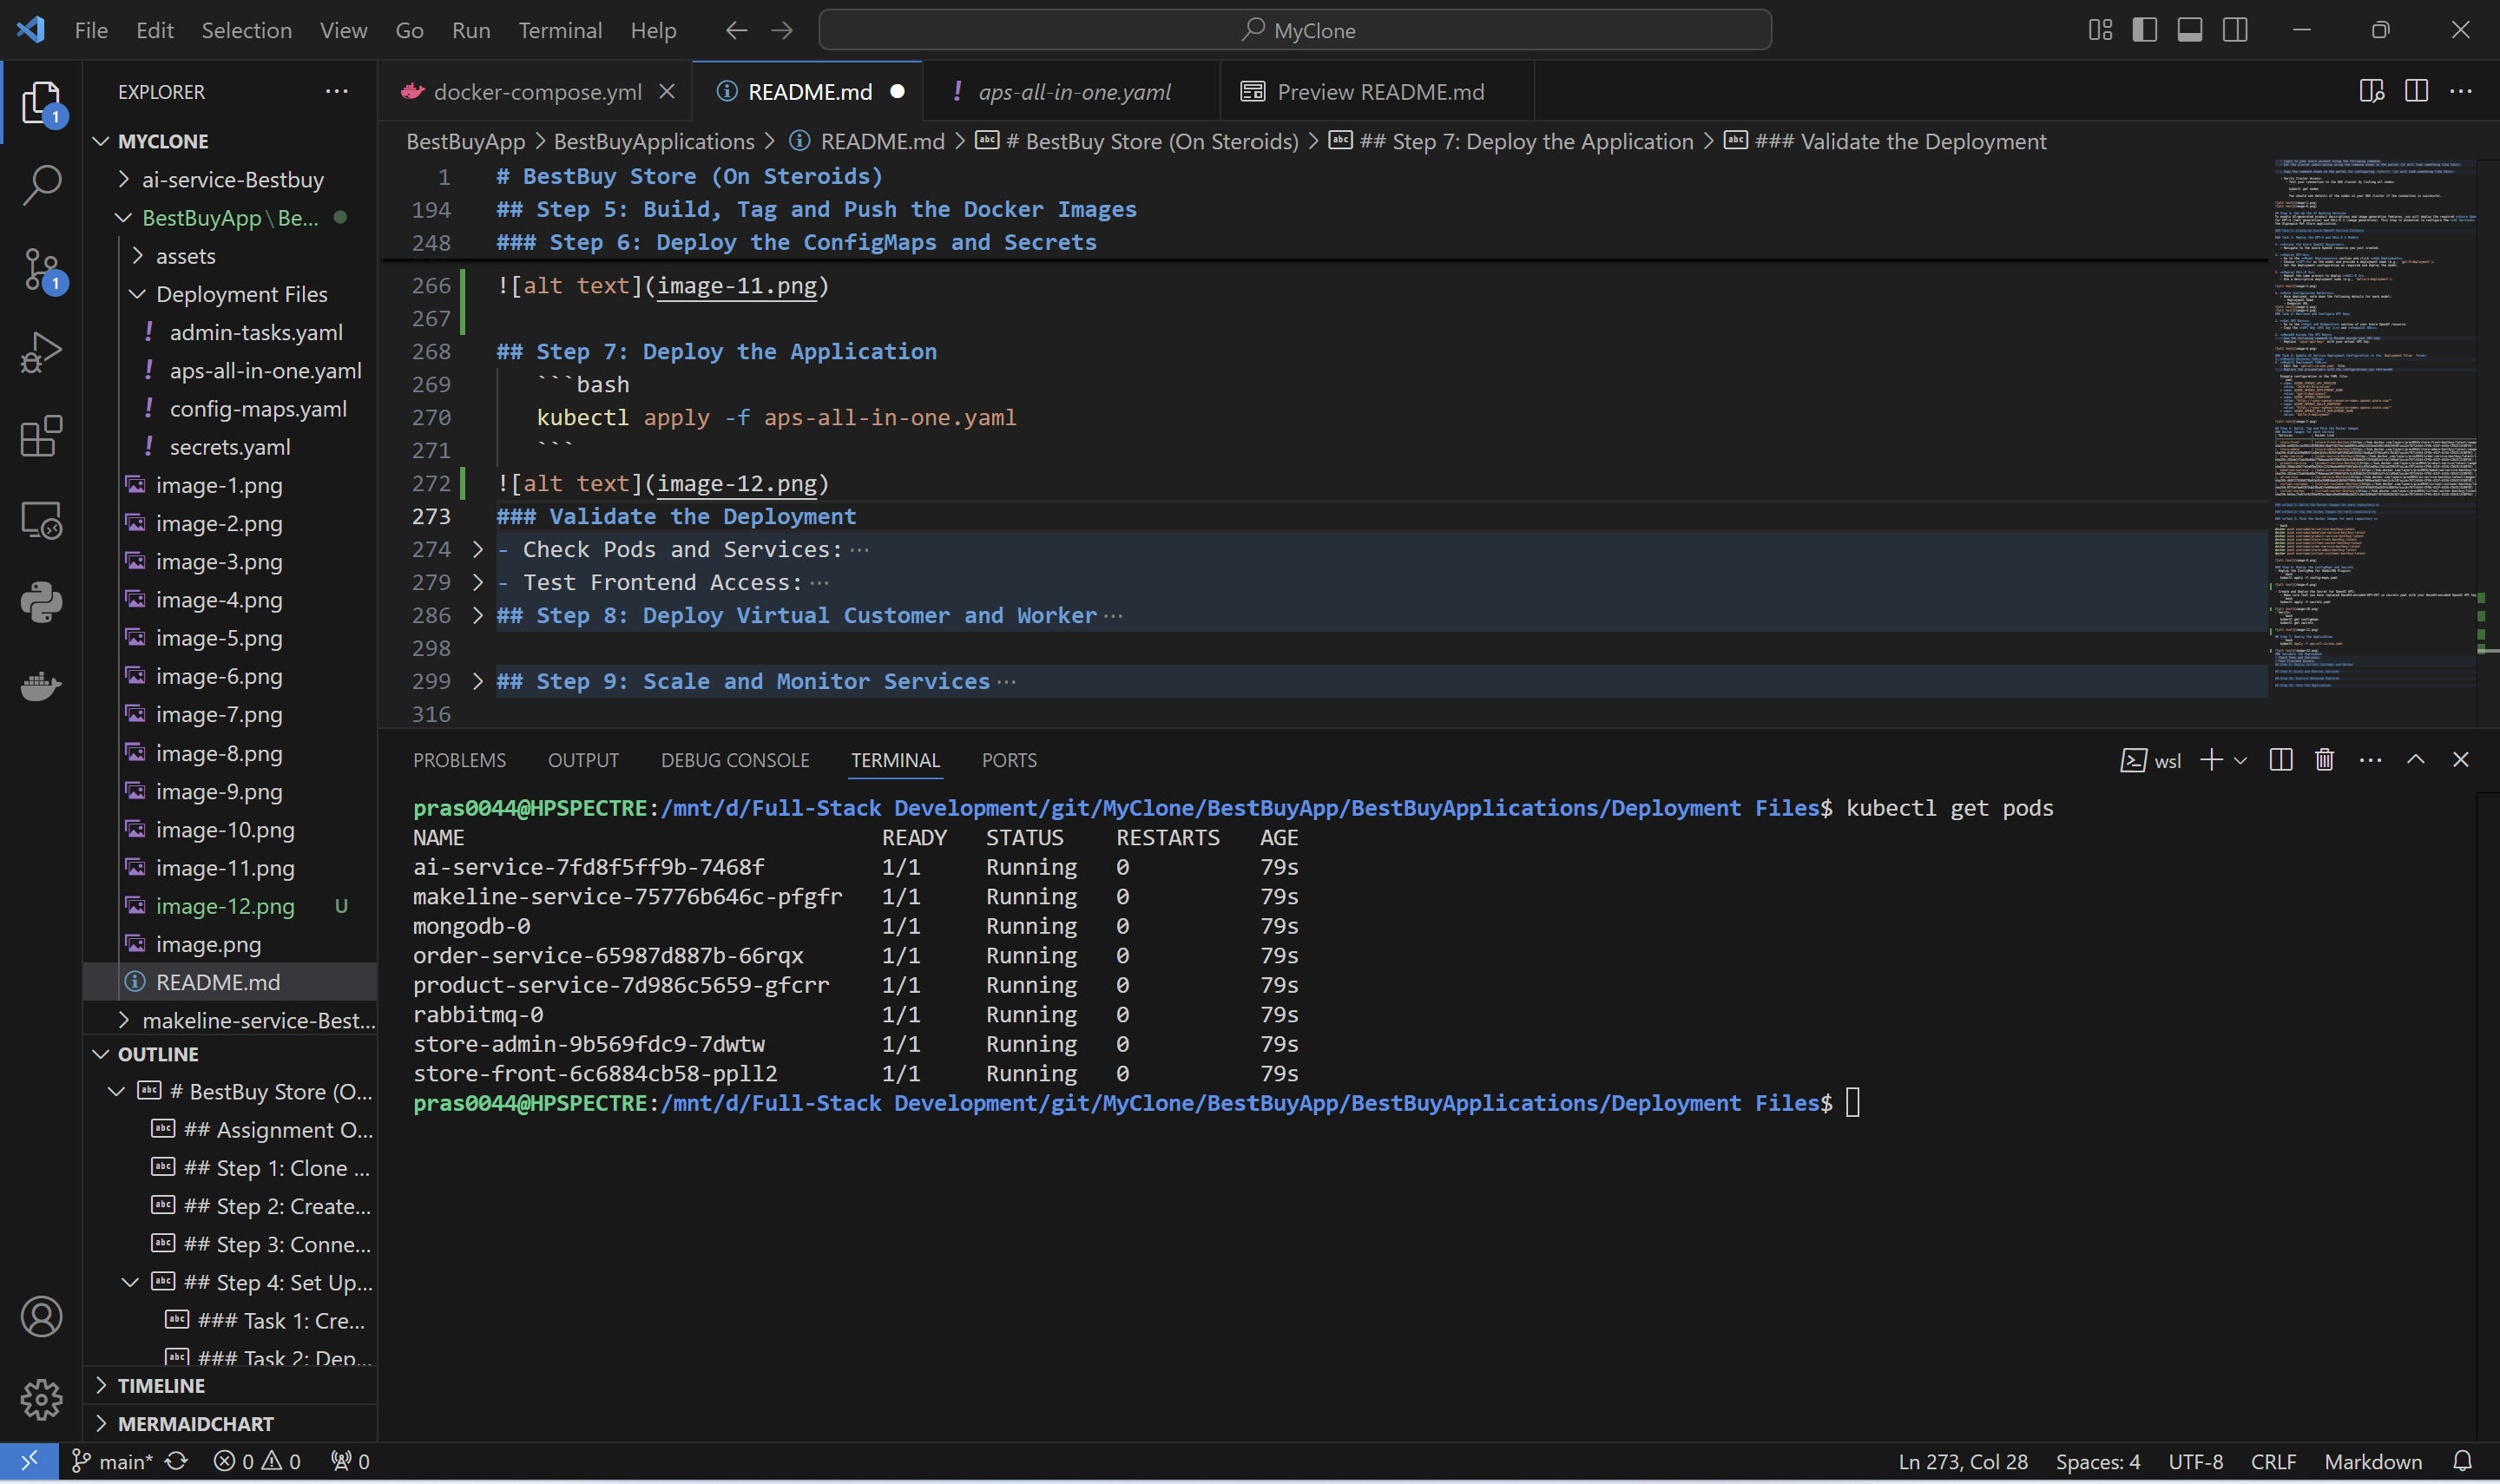 File Edit Selection View Go Run Terminal Help
MyClone
EXPLORER
1
MYCLONE
ai-service-Bestbuy
BestBuyApp\Be...
1
assets
Deployment Files
admin-tasks.yaml
aps-all-in-one.yaml
config-maps.yaml
secrets.yaml
image-1.png
image-2.png
image-3.png
image-4.png
image-5.png
image-6.png
image-7.png
image-8.png
image-9.png
image-10.png
image-11.png
image-12.png U
image.png
README.md
makeline-service-Best...
OUTLINE
# BestBuy Store (O...
## Assignment O...
## Step 1: Clone ...
## Step 2: Create...
## Step 3: Conne...
## Step 4: Set Up...
### Task 1: Cre...
### Task 2: Dep...
TIMELINE
MERMAIDCHART
docker-compose.yml README.md aps-all-in-one.yaml Preview README.md
BestBuyApp > BestBuyApplications > README.md > # BestBuy Store (On Steroids) > ## Step 7: Deploy the Application > ### Validate the Deployment
1 # BestBuy Store (On Steroids)
194 ## Step 5: Build, Tag and Push the Docker Images
248 ### Step 6: Deploy the ConfigMaps and Secrets
266 ![alt text](image-11.png)
267
268 ## Step 7: Deploy the Application
269 ```bash
270 kubectl apply -f aps-all-in-one.yaml
271 ```
272 ![alt text](image-12.png)
273 ### Validate the Deployment
274 - Check Pods and Services:...
279 - Test Frontend Access:...
286 ## Step 8: Deploy Virtual Customer and Worker...
298
299 ## Step 9: Scale and Monitor Services...
316
PROBLEMS OUTPUT DEBUG CONSOLE TERMINAL PORTS
wsl
pras0044@HPSPECTRE:/mnt/d/Full-Stack Development/git/MyClone/BestBuyApp/BestBuyApplications/Deployment Files$ kubectl get pods
NAME READY STATUS RESTARTS AGE
ai-service-7fd8f5ff9b-7468f 1/1 Running 0 79s
makeline-service-75776b646c-pfgfr 1/1 Running 0 79s
mongodb-0 1/1 Running 0 79s
order-service-65987d887b-66rqx 1/1 Running 0 79s
product-service-7d986c5659-gfcrr 1/1 Running 0 79s
rabbitmq-0 1/1 Running 0 79s
store-admin-9b569fdc9-7dwtw 1/1 Running 0 79s
store-front-6c6884cb58-ppll2 1/1 Running 0 79s
pras0044@HPSPECTRE:/mnt/d/Full-Stack Development/git/MyClone/BestBuyApp/BestBuyApplications/Deployment Files$
main* 0 0 0
Ln 273, Col 28 Spaces: 4 UTF-8 CRLF Markdown